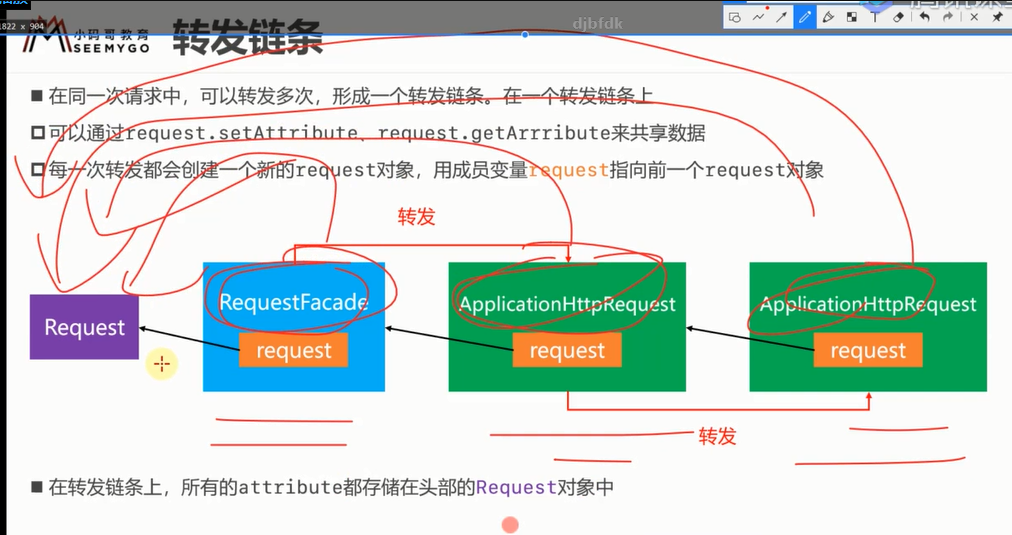 1822 × 904
djbfdk
小码哥教育
SEEMYGO
转发链条
在同一次请求中，可以转发多次，形成一个转发链条。在一个转发链条上
可以通过request.setAttribute、request.getArrribute来共享数据
每一次转发都会创建一个新的request对象，用成员变量request指向前一个request对象
转发
Request
RequestFacade
request
ApplicationHttpRequest
request
ApplicationHttpRequest
request
转发
在转发链条上，所有的attribute都存储在头部的Request对象中